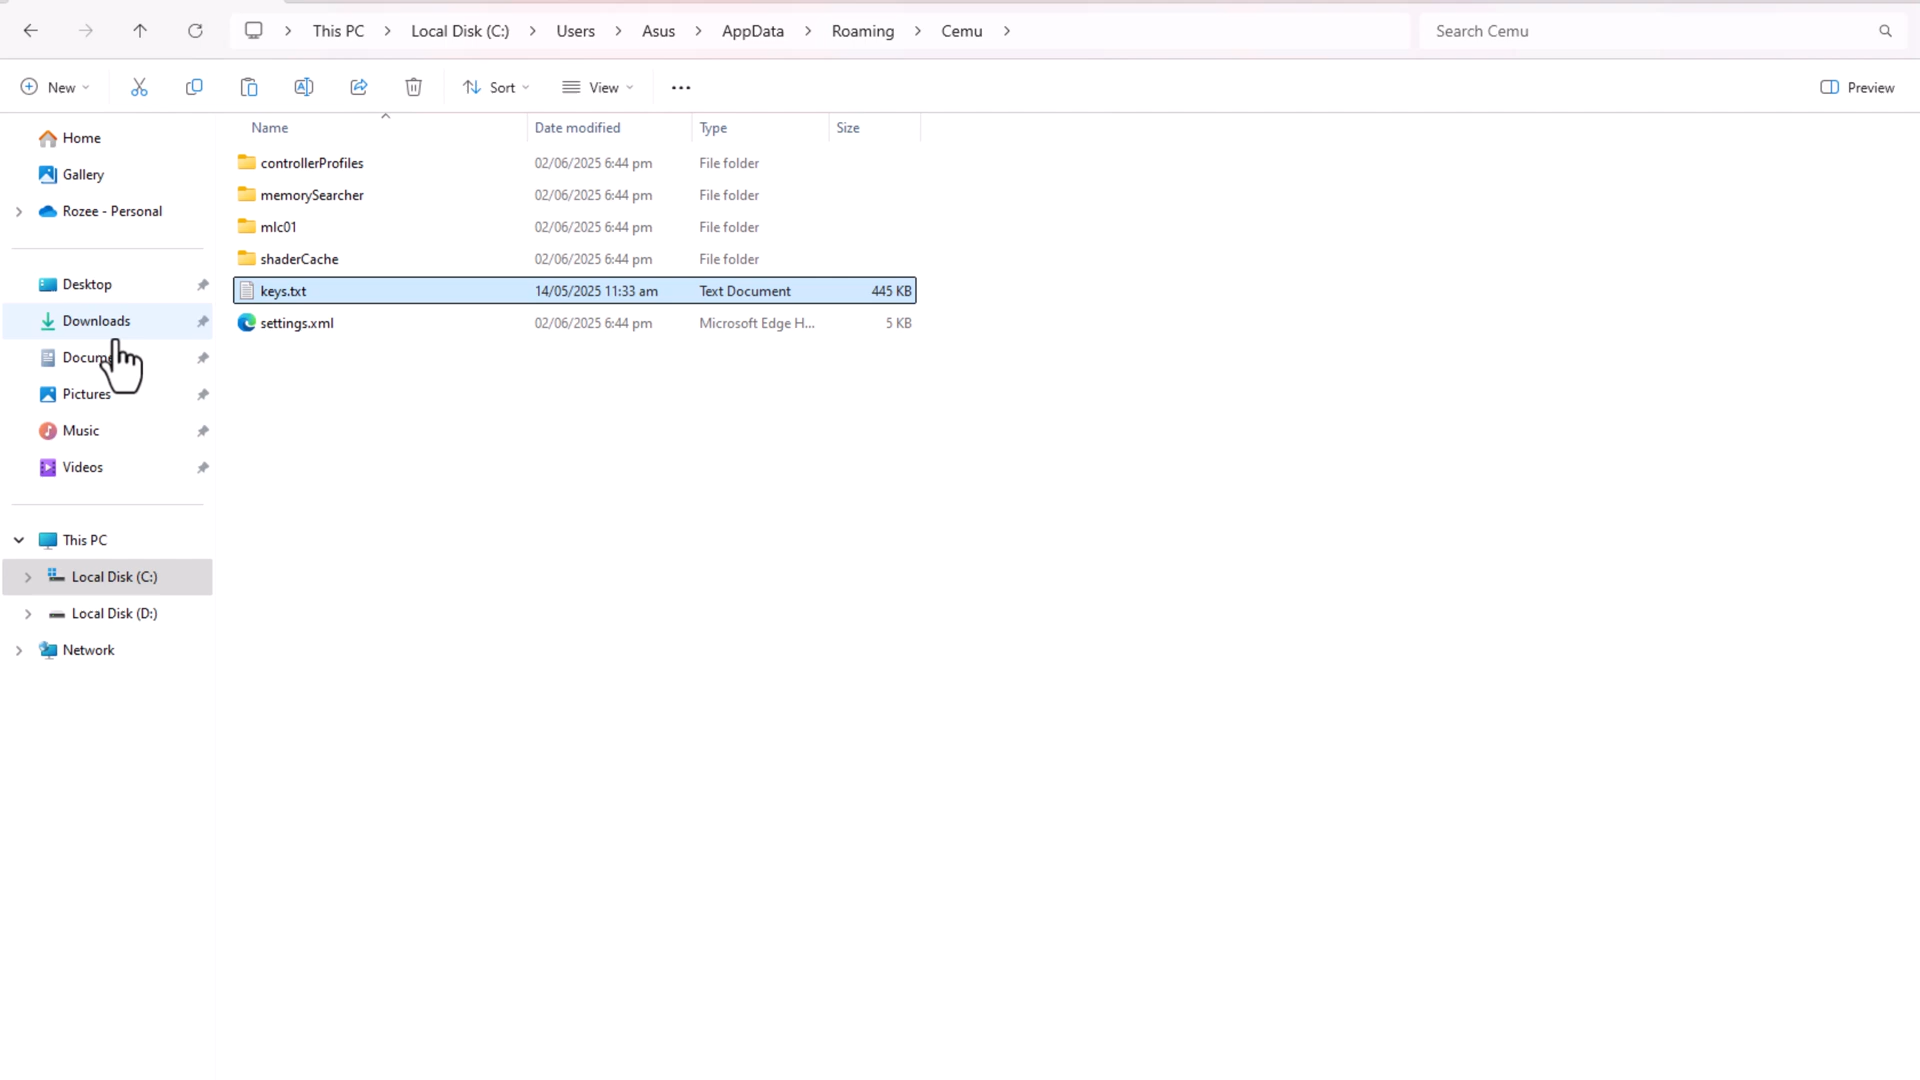 This PC > Local Disk (C:) > Users > Asus > AppData > Roaming > Cemu >
Search Cemu
New
Sort
View
Preview
Home
Gallery
Rozee - Personal
Desktop
Downloads
Docume
Pictures
Music
Videos
This PC
Local Disk (C:)
Local Disk (D:)
Network
Name Date modified Type Size
controllerProfiles 02/06/2025 6:44 pm File folder
memorySearcher 02/06/2025 6:44 pm File folder
mlc01 02/06/2025 6:44 pm File folder
shaderCache 02/06/2025 6:44 pm File folder
keys.txt 14/05/2025 11:33 am Text Document 445 KB
settings.xml 02/06/2025 6:44 pm Microsoft Edge H... 5 KB